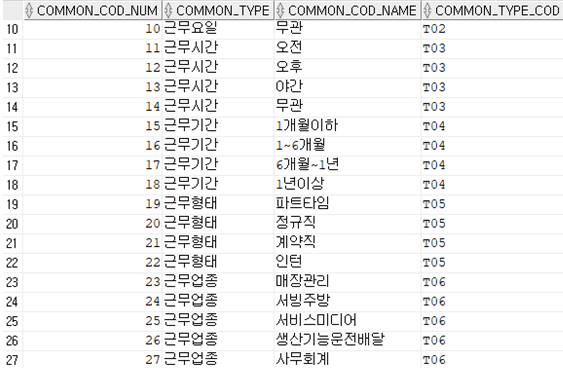 COMMON_COD_NUM COMMON_TYPE COMMON_COD_NAME COMMON_TYPE_COD
10 10 근무요일 무관 T02
11 11 근무시간 오전 T03
12 12 근무시간 오후 T03
13 13 근무시간 야간 T03
14 14 근무시간 무관 T03
15 15 근무기간 1개월이하 T04
16 16 근무기간 1~6개월 T04
17 17 근무기간 6개월~1년 T04
18 18 근무기간 1년이상 T04
19 19 근무형태 파트타임 T05
20 20 근무형태 정규직 T05
21 21 근무형태 계약직 T05
22 22 근무형태 인턴 T05
23 23 근무업종 매장관리 T06
24 24 근무업종 서빙주방 T06
25 25 근무업종 서비스미디어 T06
26 26 근무업종 생산기능운전배달 T06
27 27 근무업종 사무회계 T06